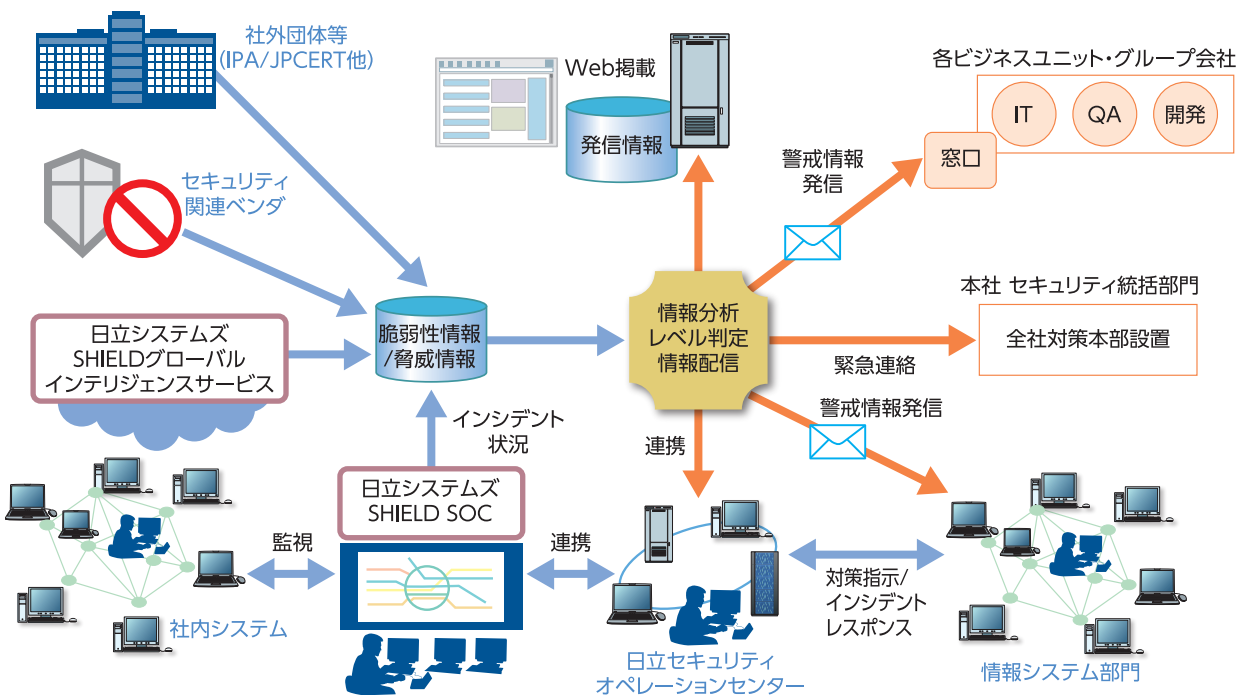 社外団体等
(IPA/JPCERT他)
セキュリティ
関連ベンダ
日立システムズ
SHIELDグローバル
インテリジェンスサービス
脆弱性情報
/脅威情報
インシデント
状況
日立システムズ
SHIELD SOC
監視
社内システム
連携
Web掲載
発信情報
情報分析
レベル判定
情報配信
警戒情報
発信
各ビジネスユニット・グループ会社
IT
QA
開発
窓口
本社 セキュリティ統括部門
全社対策本部設置
緊急連絡
警戒情報発信
連携
日立セキュリティ
オペレーションセンター
対策指示/
インシデント
レスポンス
情報システム部門